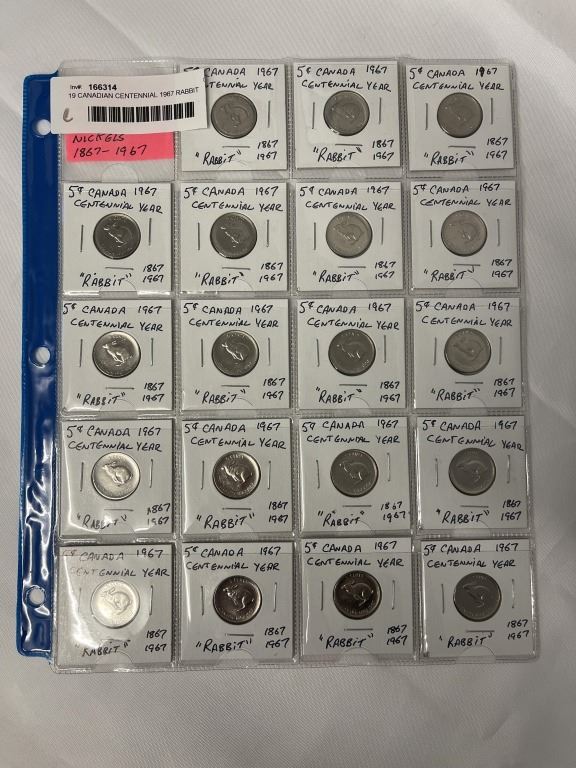 Inv# 166314
19 CANADIAN CENTENNIAL 1967 RABBIT
NICKELS
1867-1967
5¢ CANADA 1967
CENTENNIAL YEAR
1867
"RABBIT" 1967
5¢ CANADA 1967
CENTENNIAL YEAR
1867
"RABBIT" 1967
5¢ CANADA 1967
CENTENNIAL YEAR
1867
"RABBIT" 1967
5¢ CANADA 1967
CENTENNIAL YEAR
1867
"RABBIT" 1967
5¢ CANADA 1967
CENTENNIAL YEAR
1867
"RABBIT" 1967
5¢ CANADA 1967
CENTENNIAL YEAR
1867
"RABBIT" 1967
5¢ CANADA 1967
CENTENNIAL YEAR
1867
"RABBIT" 1967
5¢ CANADA 1967
CENTENNIAL YEAR
1867
"RABBIT" 1967
5¢ CANADA 1967
CENTENNIAL YEAR
1867
"RABBIT" 1967
5¢ CANADA 1967
CENTENNIAL YEAR
1867
"RABBIT" 1967
5¢ CANADA 1967
CENTENNIAL YEAR
1867
"RABBIT" 1967
5¢ CANADA 1967
CENTENNIAL YEAR
1867
"RABBIT" 1967
5¢ CANADA 1967
CENTENNIAL YEAR
1867
"RABBIT" 1967
5¢ CANADA 1967
CENTENNIAL YEAR
1867
"RABBIT" 1967
5¢ CANADA 1967
CENTENNIAL YEAR
1867
"RABBIT" 1967
5¢ CANADA 1967
CENTENNIAL YEAR
1867
"RABBIT" 1967
5¢ CANADA 1967
CENTENNIAL YEAR
1867
"RABBIT" 1967
5¢ CANADA 1967
CENTENNIAL YEAR
1867
"RABBIT" 1967
5¢ CANADA 1967
CENTENNIAL YEAR
1867
"RABBIT" 1967